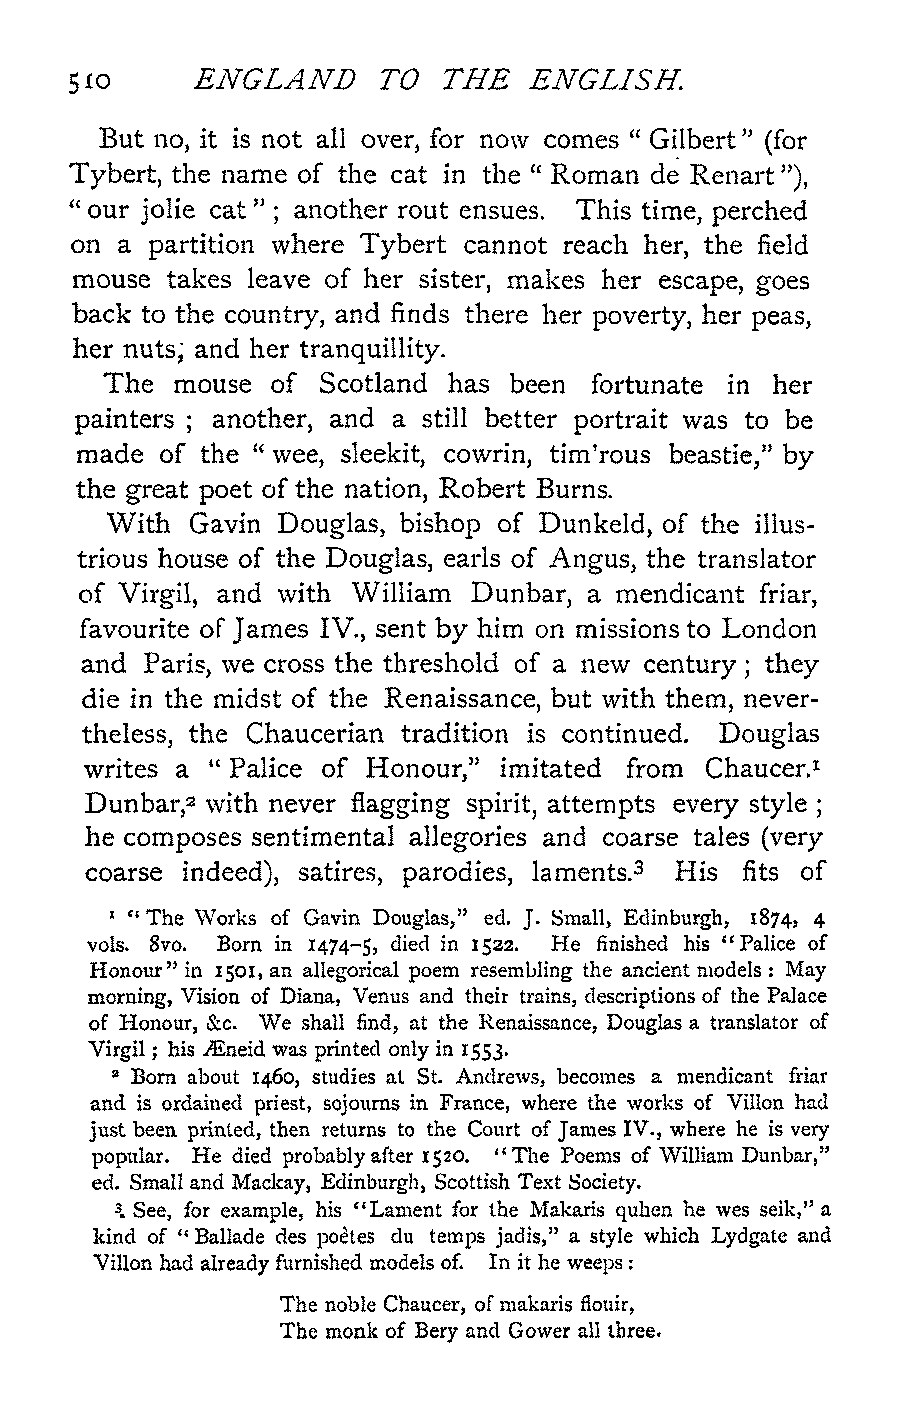 510 ENGLAND TO THE ENGLISH.
But no, it is not all over, for now comes “ Gilbert” (for
Tybert, the name of the cat in the “ Roman de Renart ”),
“ our jolie cat ” ; another rout ensues. This time, perched
on a partition where Tybert cannot reach her, the field
mouse takes leave of her sister, makes her escape, goes
back to the country, and finds there her poverty, her peas,
her nuts; and her tranquillity.
The mouse of Scotland has been fortunate in her
painters ; another, and a still better portrait was to be
made of the “ wee, sleekit, cowrin, tim’rous beastie,” by
the great poet of the nation, Robert Burns.
With Gavin Douglas, bishop of Dunkeld, of the illus-
trious house of the Douglas, earls of Angus, the translator
of Virgil, and with William Dunbar, a mendicant friar,
favourite of James IV., sent by him on missions to London
and Paris, we cross the threshold of a new century ; they
die in the midst of the Renaissance, but with them, never-
theless, the Chaucerian tradition is continued. Douglas
writes a “ Palice of Honour,” imitated from Chaucer.¹
Dunbar,² with never flagging spirit, attempts every style ;
he composes sentimental allegories and coarse tales (very
coarse indeed), satires, parodies, laments.³ His fits of
¹ “ The Works of Gavin Douglas,” ed. J. Small, Edinburgh, 1874, 4
vols. 8vo. Born in 1474–5, died in 1522. He finished his “Palice of
Honour” in 1501, an allegorical poem resembling the ancient models : May
morning, Vision of Diana, Venus and their trains, descriptions of the Palace
of Honour, &c. We shall find, at the Renaissance, Douglas a translator of
Virgil ; his Æneid was printed only in 1553.
² Born about 1460, studies at St. Andrews, becomes a mendicant friar
and is ordained priest, sojourns in France, where the works of Villon had
just been printed, then returns to the Court of James IV., where he is very
popular. He died probably after 1520. “The Poems of William Dunbar,”
ed. Small and Mackay, Edinburgh, Scottish Text Society.
³ See, for example, his “Lament for the Makaris quhen he wes seik,” a
kind of “ Ballade des poètes du temps jadis,” a style which Lydgate and
Villon had already furnished models of. In it he weeps :
The noble Chaucer, of makaris flouir,
The monk of Bery and Gower all three.